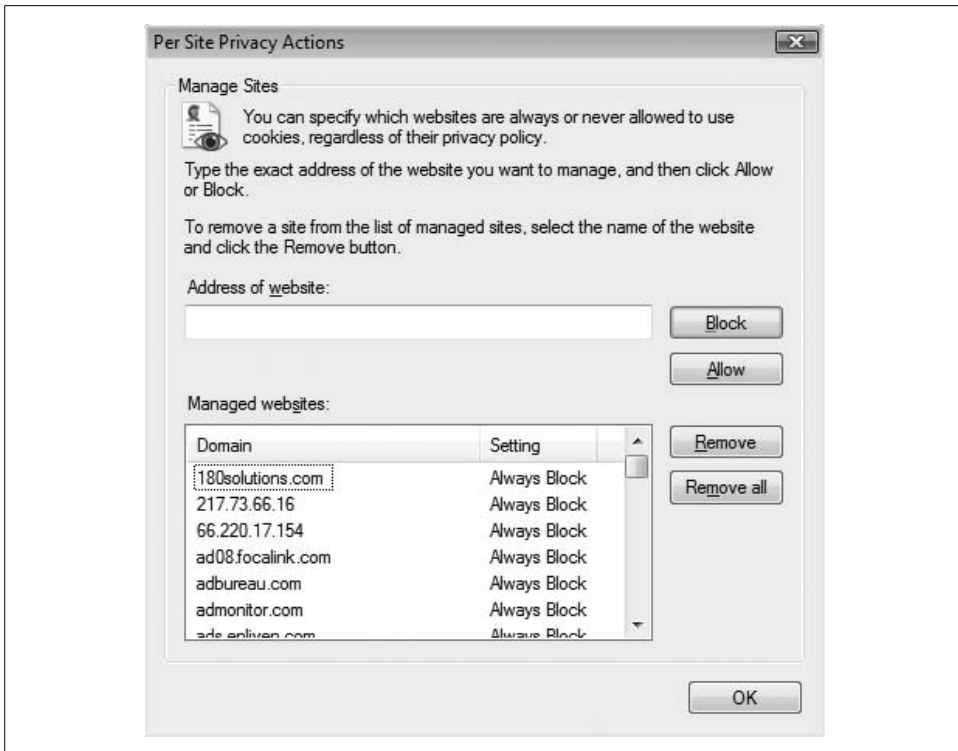 Per Site Privacy Actions
Manage Sites
You can specify which websites are always or never allowed to use
cookies, regardless of their privacy policy.
Type the exact address of the website you want to manage, and then click Allow
or Block.
To remove a site from the list of managed sites, select the name of the website
and click the Remove button.
Address of website:
Block
Allow
Managed websites:
Domain Setting
Remove
180solutions.com Always Block
Remove all
217.73.66.16 Always Block
66.220.17.154 Always Block
ad08.focalink.com Always Block
adbureau.com Always Block
admonitor.com Always Block
ads.enliven.com Always Block
OK